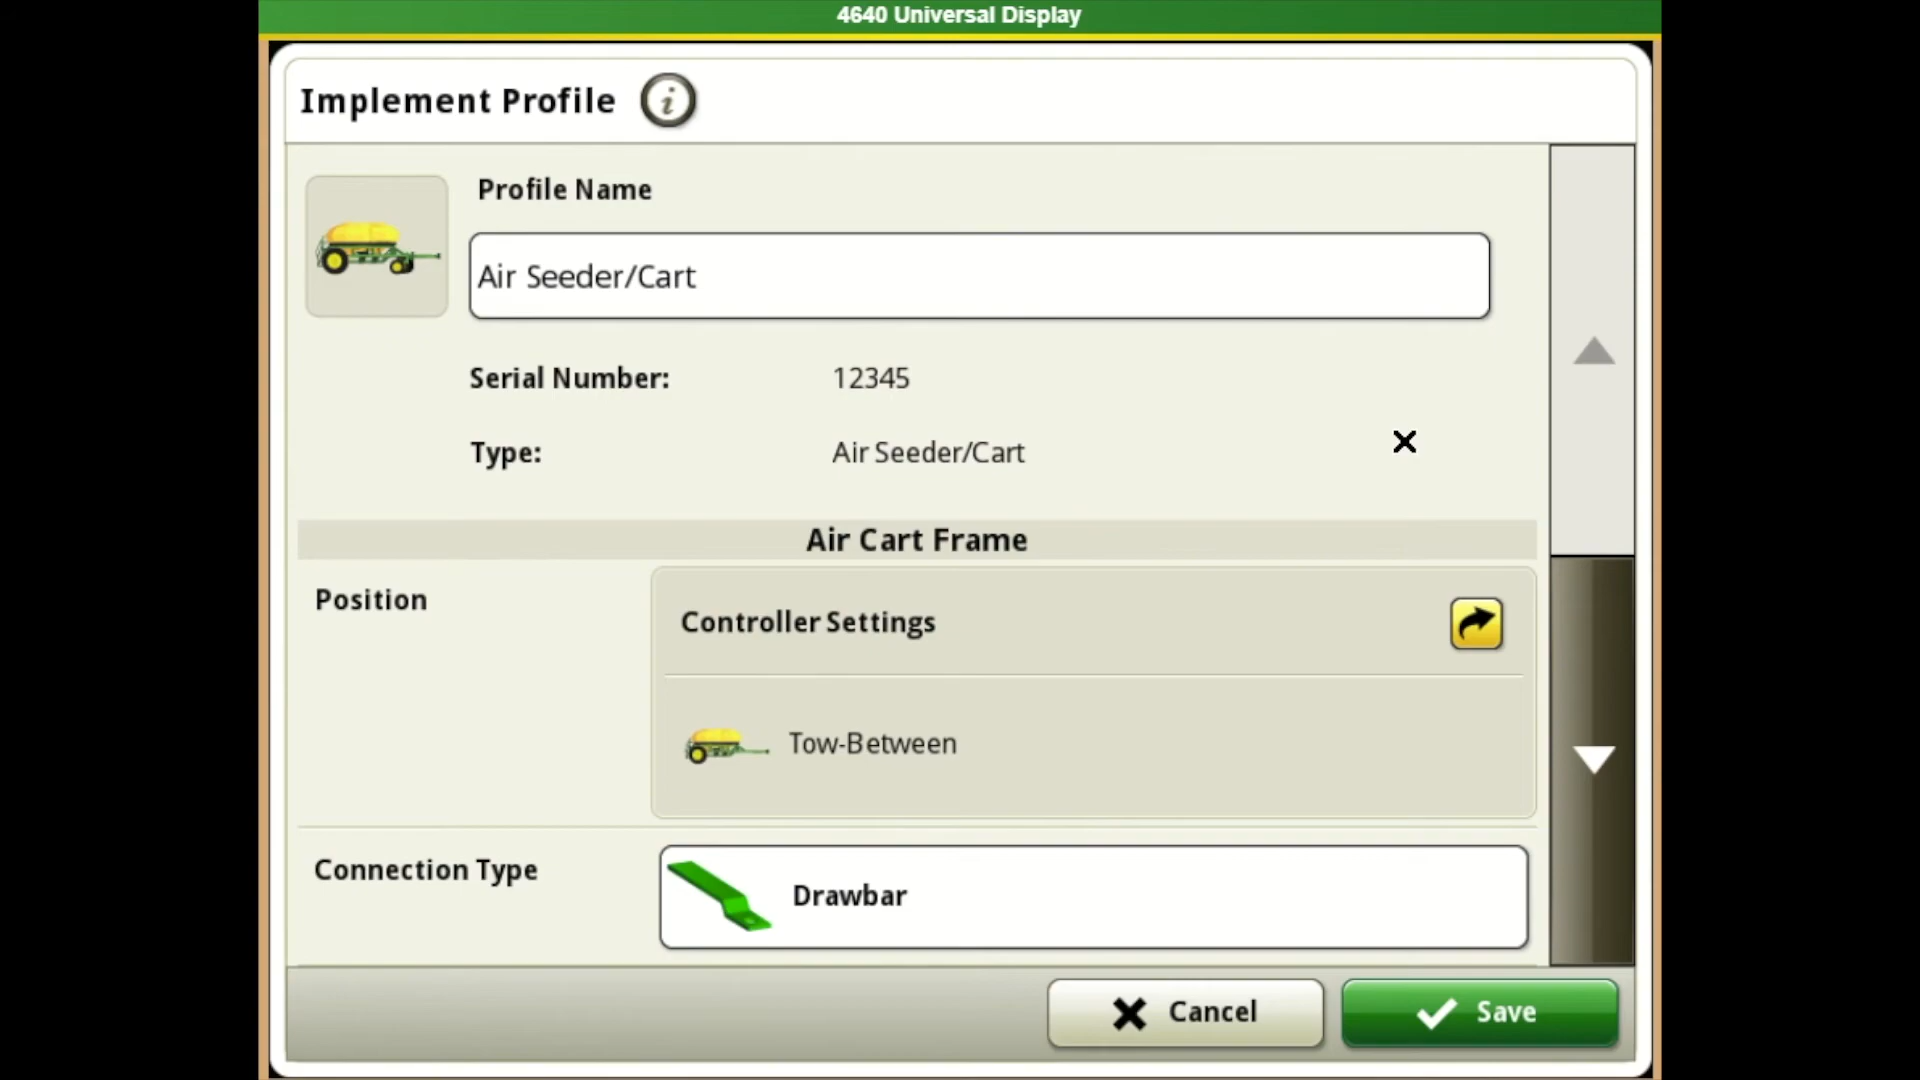 4640 Universal Display
Implement Profile
Profile Name
Air Seeder/Cart
Serial Number: 12345
Type: Air Seeder/Cart
Air Cart Frame
Position
Controller Settings
Tow-Between
Connection Type
Drawbar
Cancel
Save